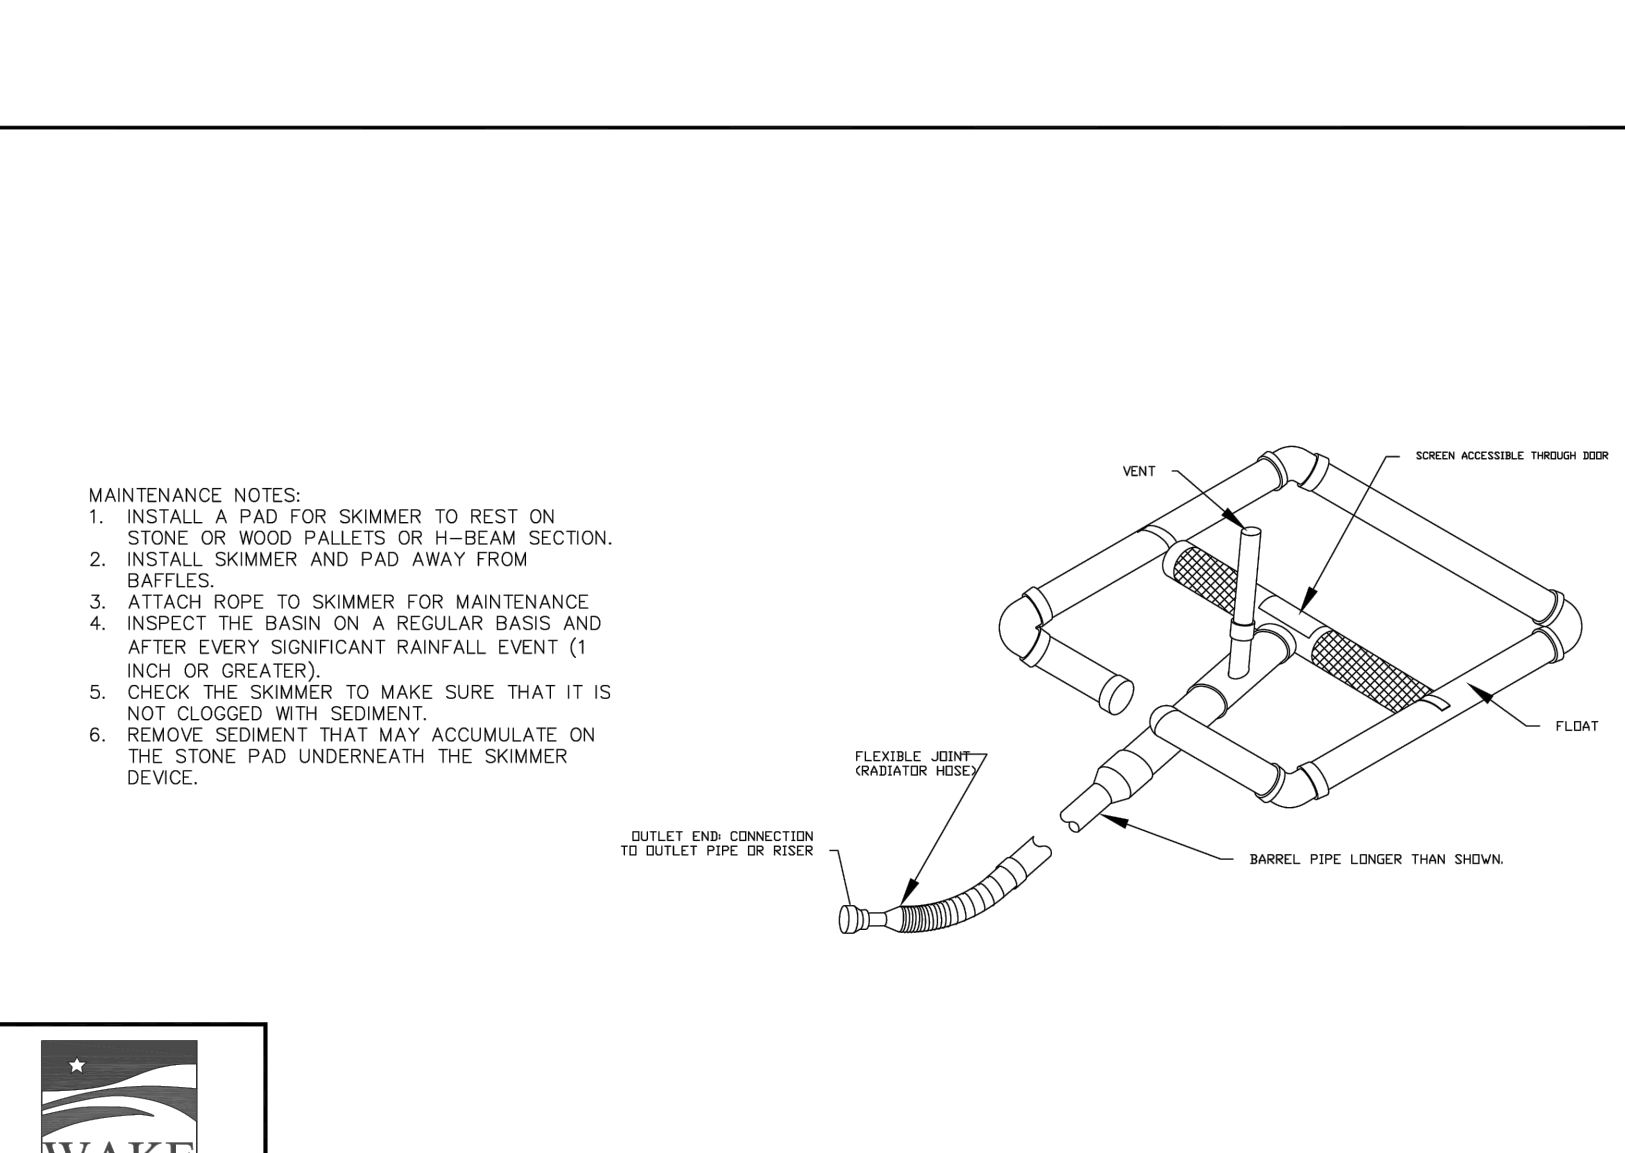 VENT
SCREEN ACCESSIBLE THROUGH DOOR
MAINTENANCE NOTES:
1. INSTALL A PAD FOR SKIMMER TO REST ON
STONE OR WOOD PALLETS OR H-BEAM SECTION.
2. INSTALL SKIMMER AND PAD AWAY FROM
BAFFLES.
3. ATTACH ROPE TO SKIMMER FOR MAINTENANCE
4. INSPECT THE BASIN ON A REGULAR BASIS AND
AFTER EVERY SIGNIFICANT RAINFALL EVENT (1
INCH OR GREATER).
5. CHECK THE SKIMMER TO MAKE SURE THAT IT IS
NOT CLOGGED WITH SEDIMENT.
6. REMOVE SEDIMENT THAT MAY ACCUMULATE ON
THE STONE PAD UNDERNEATH THE SKIMMER
DEVICE.
FLOAT
FLEXIBLE JOINT
(RADIATOR HOSE)
OUTLET END: CONNECTION
TO OUTLET PIPE OR RISER
BARREL PIPE LONGER THAN SHOWN.
WAKE